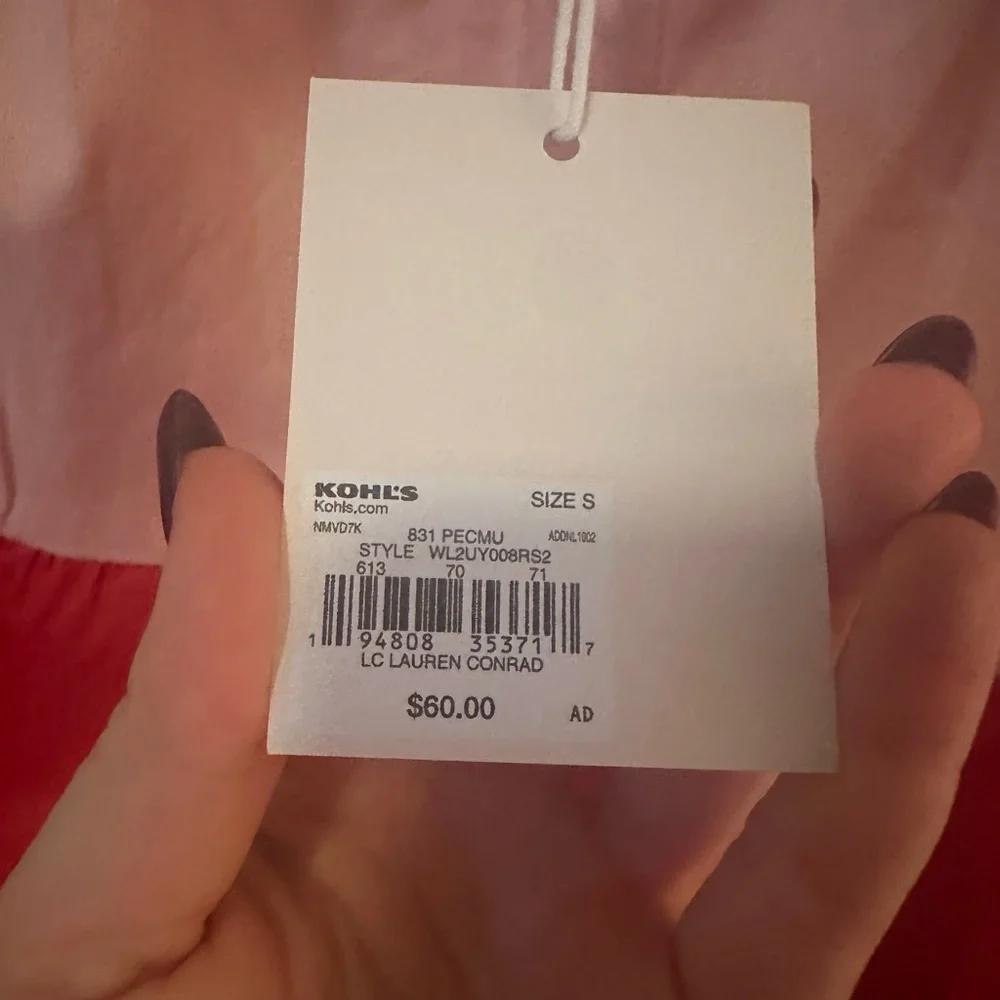 KOHL'S SIZE S
Kohls.com
NMVD7K 831 PECMU ADDNL1002
STYLE WL2UY008RS2
613 70 71
1 94808 35371 7
LC LAUREN CONRAD
$60.00 AD